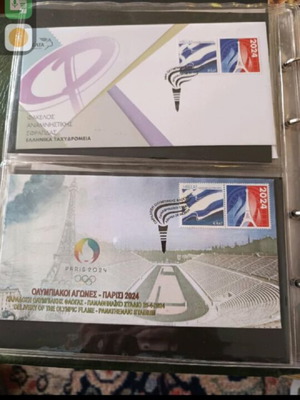 2024
ΦΑΚΕΛΟΣ
ΑΝΑΜΝΗΣΤΙΚΗΣ
ΣΦΡΑΓΙΔΑΣ
ΕΛΛΗΝΙΚΑ ΤΑΧΥΔΡΟΜΕΙΑ
2024
PARIS 2024
ΟΛΥΜΠΙΑΚΟΙ ΑΓΩΝΕΣ - ΠΑΡΙΣΙ 2024
ΠΑΡΑΔΟΣΗ ΟΛΥΜΠΙΑΚΗΣ ΦΛΟΓΑΣ - ΠΑΝΑΘΗΝΑΪΚΟ ΣΤΑΔΙΟ 26-4-2024
DELIVERY OF THE OLYMPIC FLAME - PANATHENAIC STADIUM